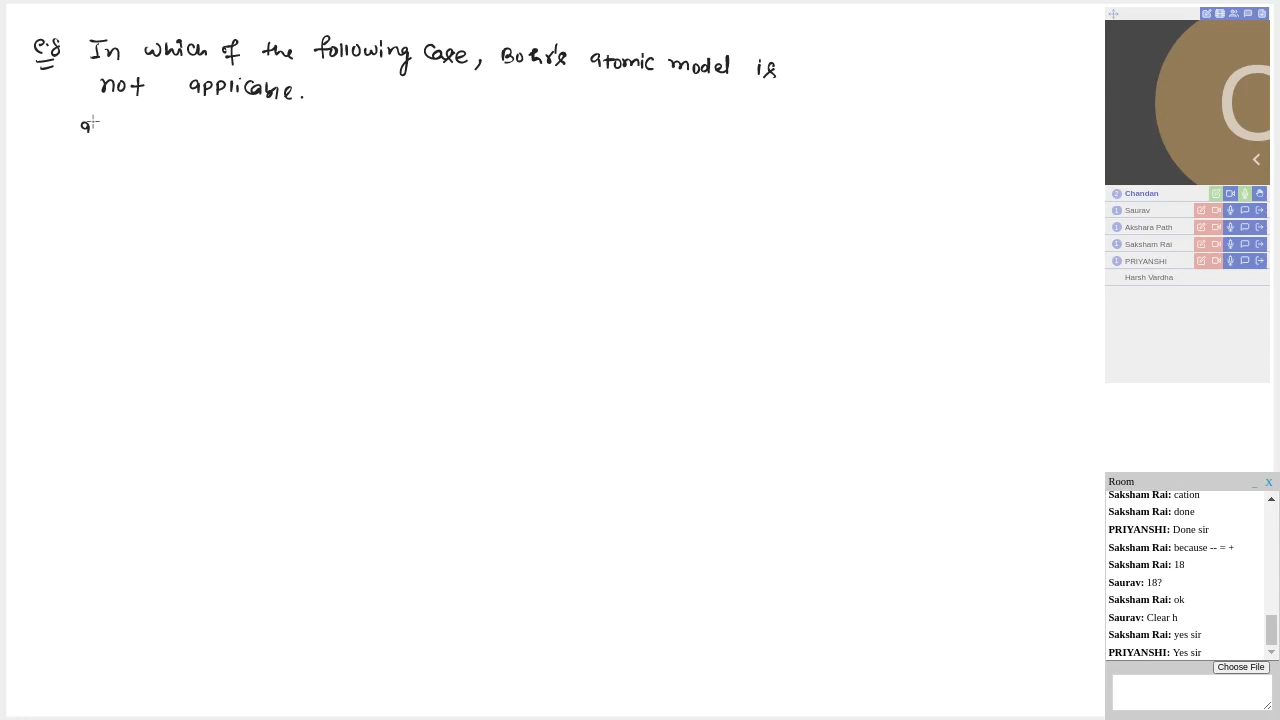 e.g In which of the following Case, Bohr's atomic model is
not applicable.
a
Chandan
Saurav
Akshara Path
Saksham Rai
PRIYANSHI
Harsh Vardha
Room _ X
Saksham Rai: cation
Saksham Rai: done
PRIYANSHI: Done sir
Saksham Rai: because -- = +
Saksham Rai: 18
Saurav: 18?
Saksham Rai: ok
Saurav: Clear h
Saksham Rai: yes sir
PRIYANSHI: Yes sir
Choose File